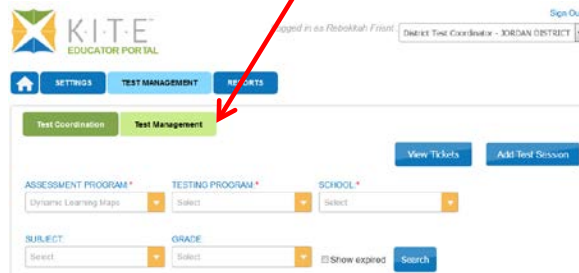 Sign Ou
K·I·T·E
EDUCATOR PORTAL
logged in as Rebekkah Friant
District Test Coordinator - JORDAN DISTRICT
SETTINGS TEST MANAGEMENT REPORTS
Test Coordination Test Management
View Tickets Add Test Session
ASSESSMENT PROGRAM:* TESTING PROGRAM:* SCHOOL:*
Dynamic Learning Maps Select Select
SUBJECT: GRADE:
Select Select Show expired Search